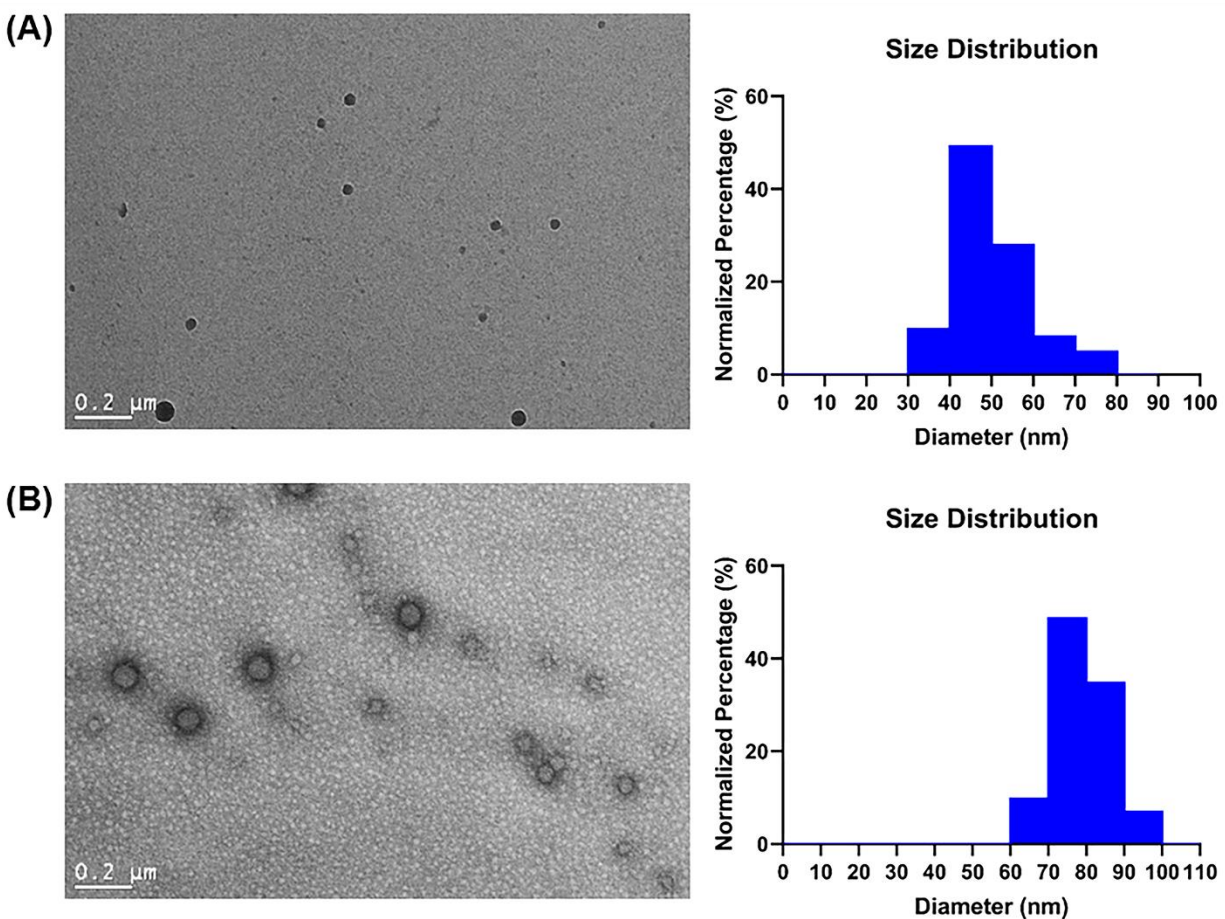 (A)
0.2 µm
Size Distribution
Normalized Percentage (%)
60
40
20
0
0 10 20 30 40 50 60 70 80 90 100
Diameter (nm)
(B)
0.2 µm
Size Distribution
Normalized Percentage (%)
60
40
20
0
0 10 20 30 40 50 60 70 80 90 100 110
Diameter (nm)